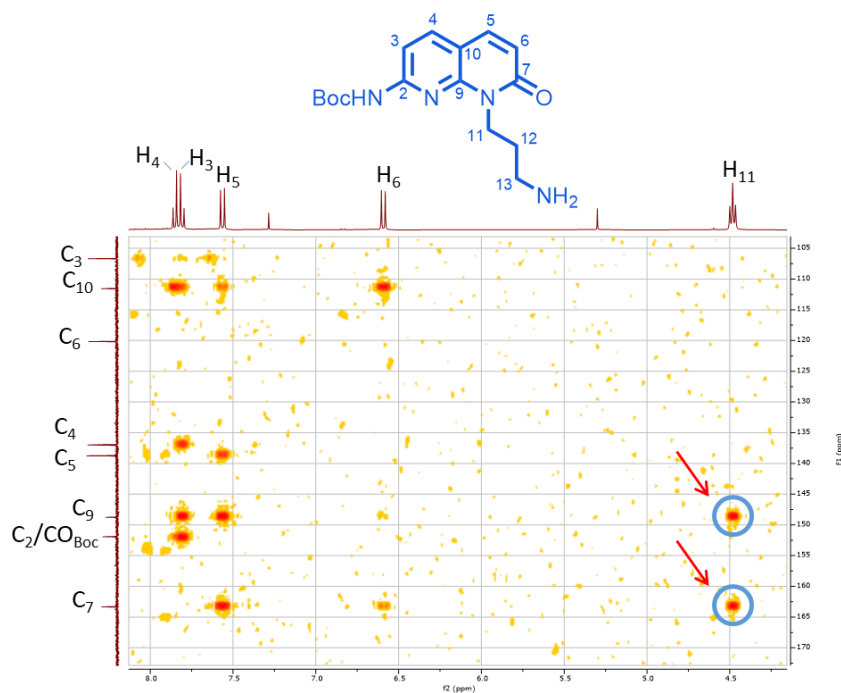 4 5
3 6
10
7
BocHN 2 N 9 N O
11 12
13
NH₂
H₄ H₃ H₅ H₆ H₁₁
C₃
C₁₀
C₆
C₄
C₅
C₉
C₂/CO_Boc
C₇
105
110
115
120
125
130
135
140
145
150
155
160
165
170
f1 (ppm)
8.0 7.5 7.0 6.5 6.0 5.5 5.0 4.5
f2 (ppm)